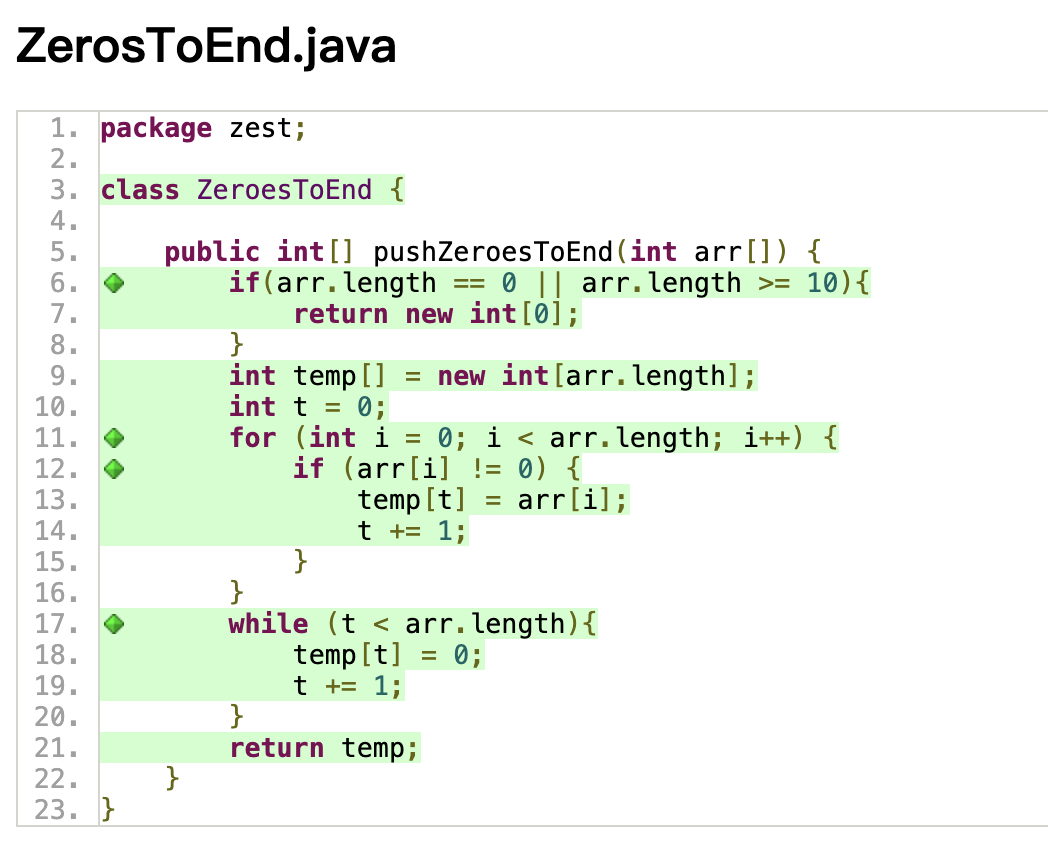 ZerosToEnd.java
1. package zest;
2.
3. class ZeroesToEnd {
4.
5.     public int[] pushZeroesToEnd(int arr[]) {
6.         if(arr.length == 0 || arr.length >= 10){
7.             return new int[0];
8.         }
9.         int temp[] = new int[arr.length];
10.         int t = 0;
11.         for (int i = 0; i < arr.length; i++) {
12.             if (arr[i] != 0) {
13.                 temp[t] = arr[i];
14.                 t += 1;
15.             }
16.         }
17.         while (t < arr.length){
18.             temp[t] = 0;
19.             t += 1;
20.         }
21.         return temp;
22.     }
23. }